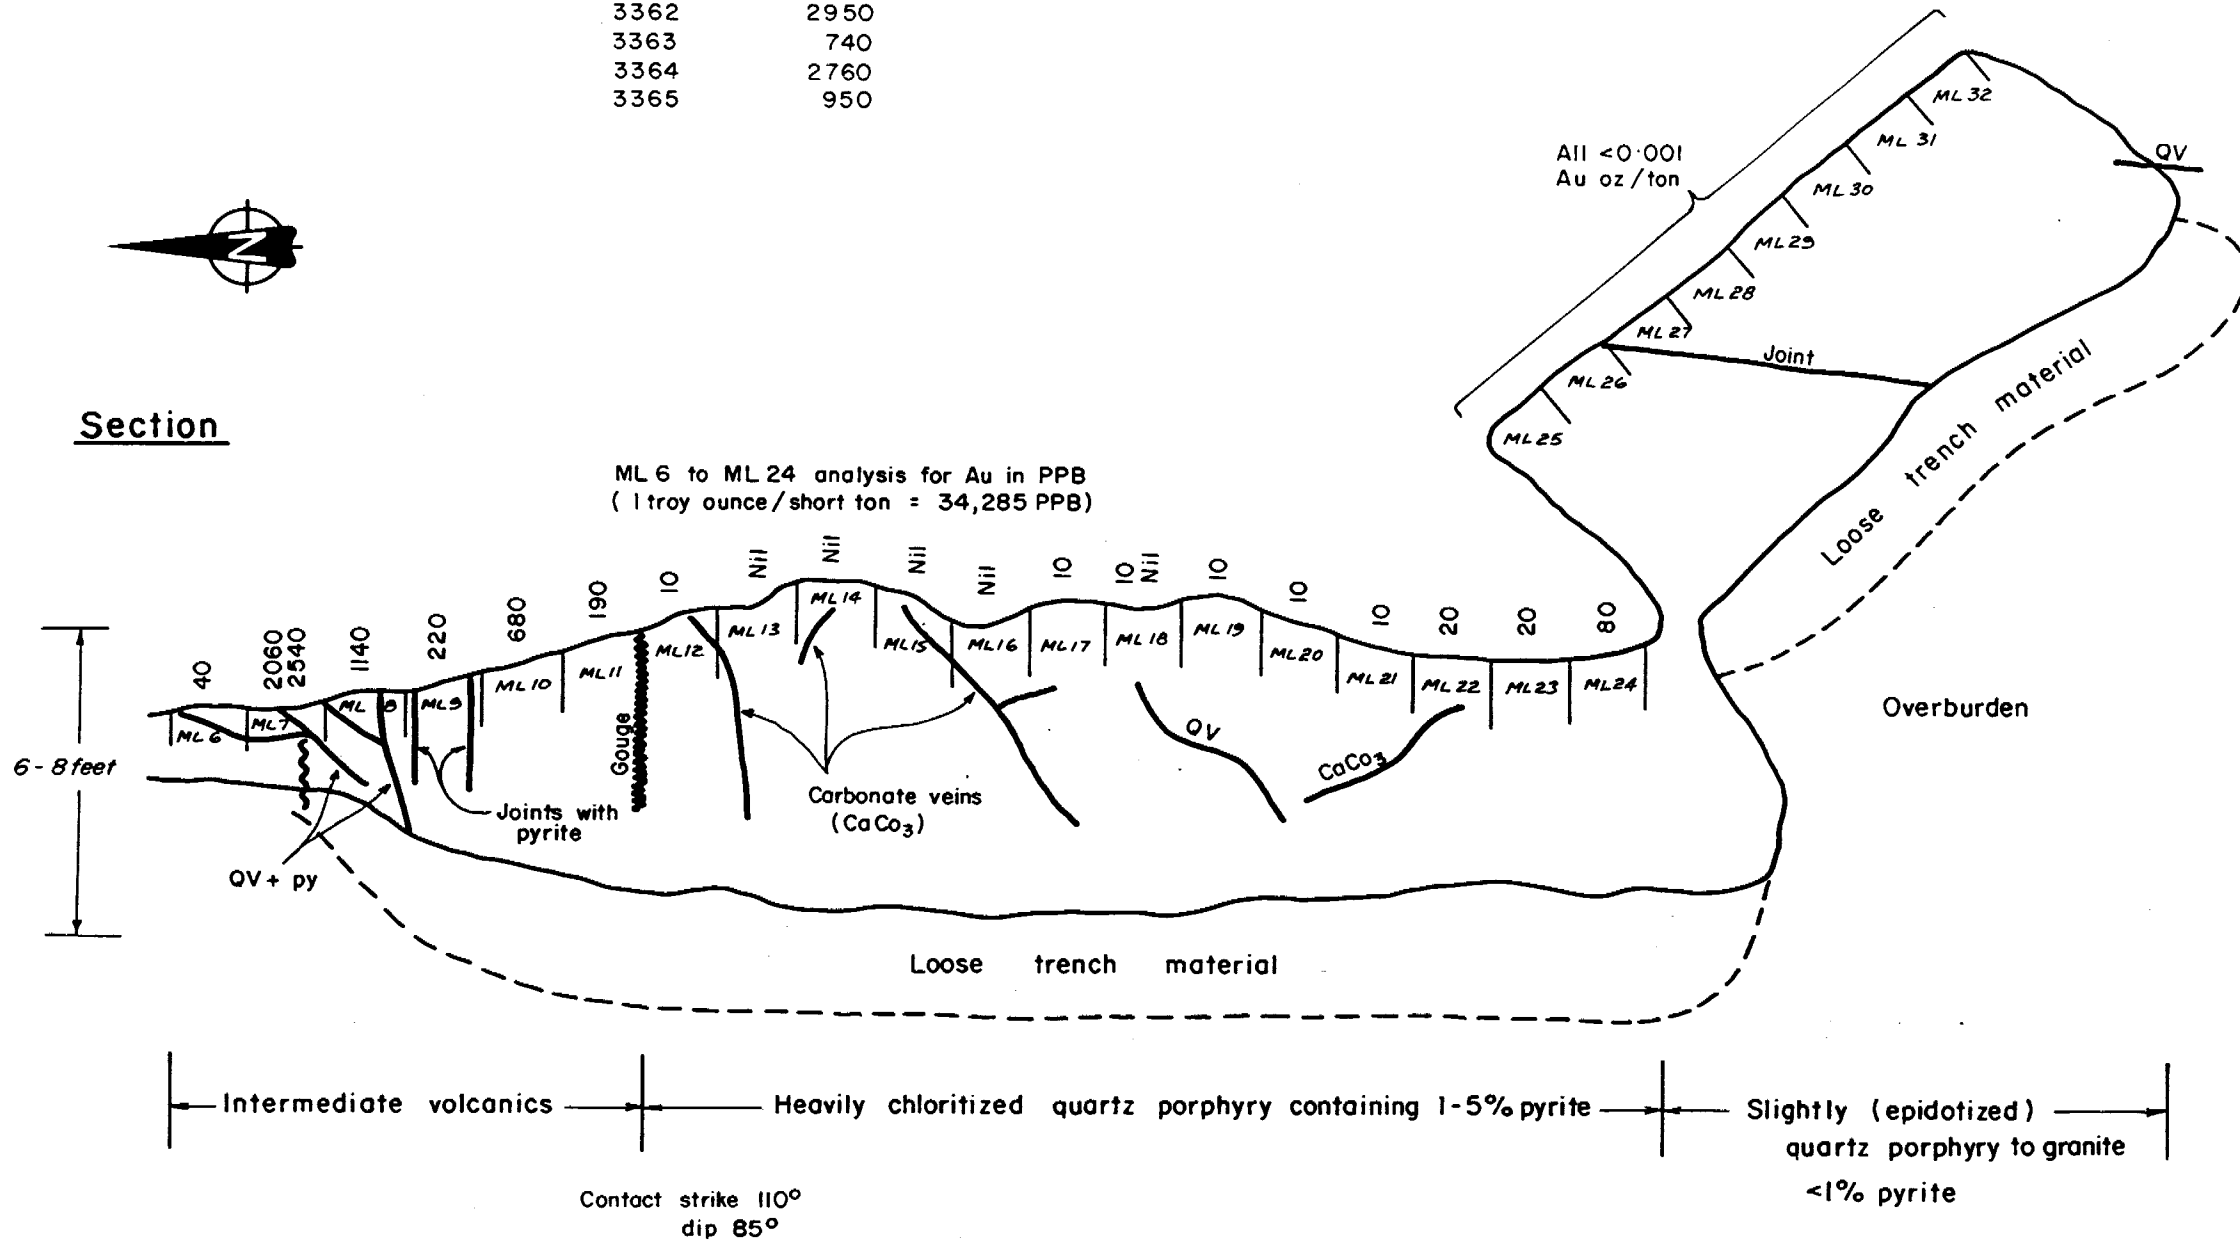 3362 2950
3363 740
3364 2760
3365 950
N
All <0.001
Au oz/ton
ML 32
ML 31
ML 30
ML 29
ML 28
ML 27
ML 26
ML 25
QV
Joint
Loose trench material
Section
ML 6 to ML 24 analysis for Au in PPB
( 1 troy ounce/short ton = 34,285 PPB)
40 2060 2540 1140 220 680 190 10 Nil Nil Nil Nil 10 10 Nil 10 10 10 20 20 80
ML 6 ML 7 ML 8 ML 9 ML 10 ML 11 ML 12 ML 13 ML 14 ML 15 ML 16 ML 17 ML 18 ML 19 ML 20 ML 21 ML 22 ML 23 ML 24
Overburden
6 - 8 feet
Gouge
QV
CaCo3
Joints with
pyrite
Carbonate veins
(CaCo3)
QV + py
Loose trench material
Intermediate volcanics
Heavily chloritized quartz porphyry containing 1-5% pyrite
Slightly (epidotized)
quartz porphyry to granite
<1% pyrite
Contact strike 110°
dip 85°